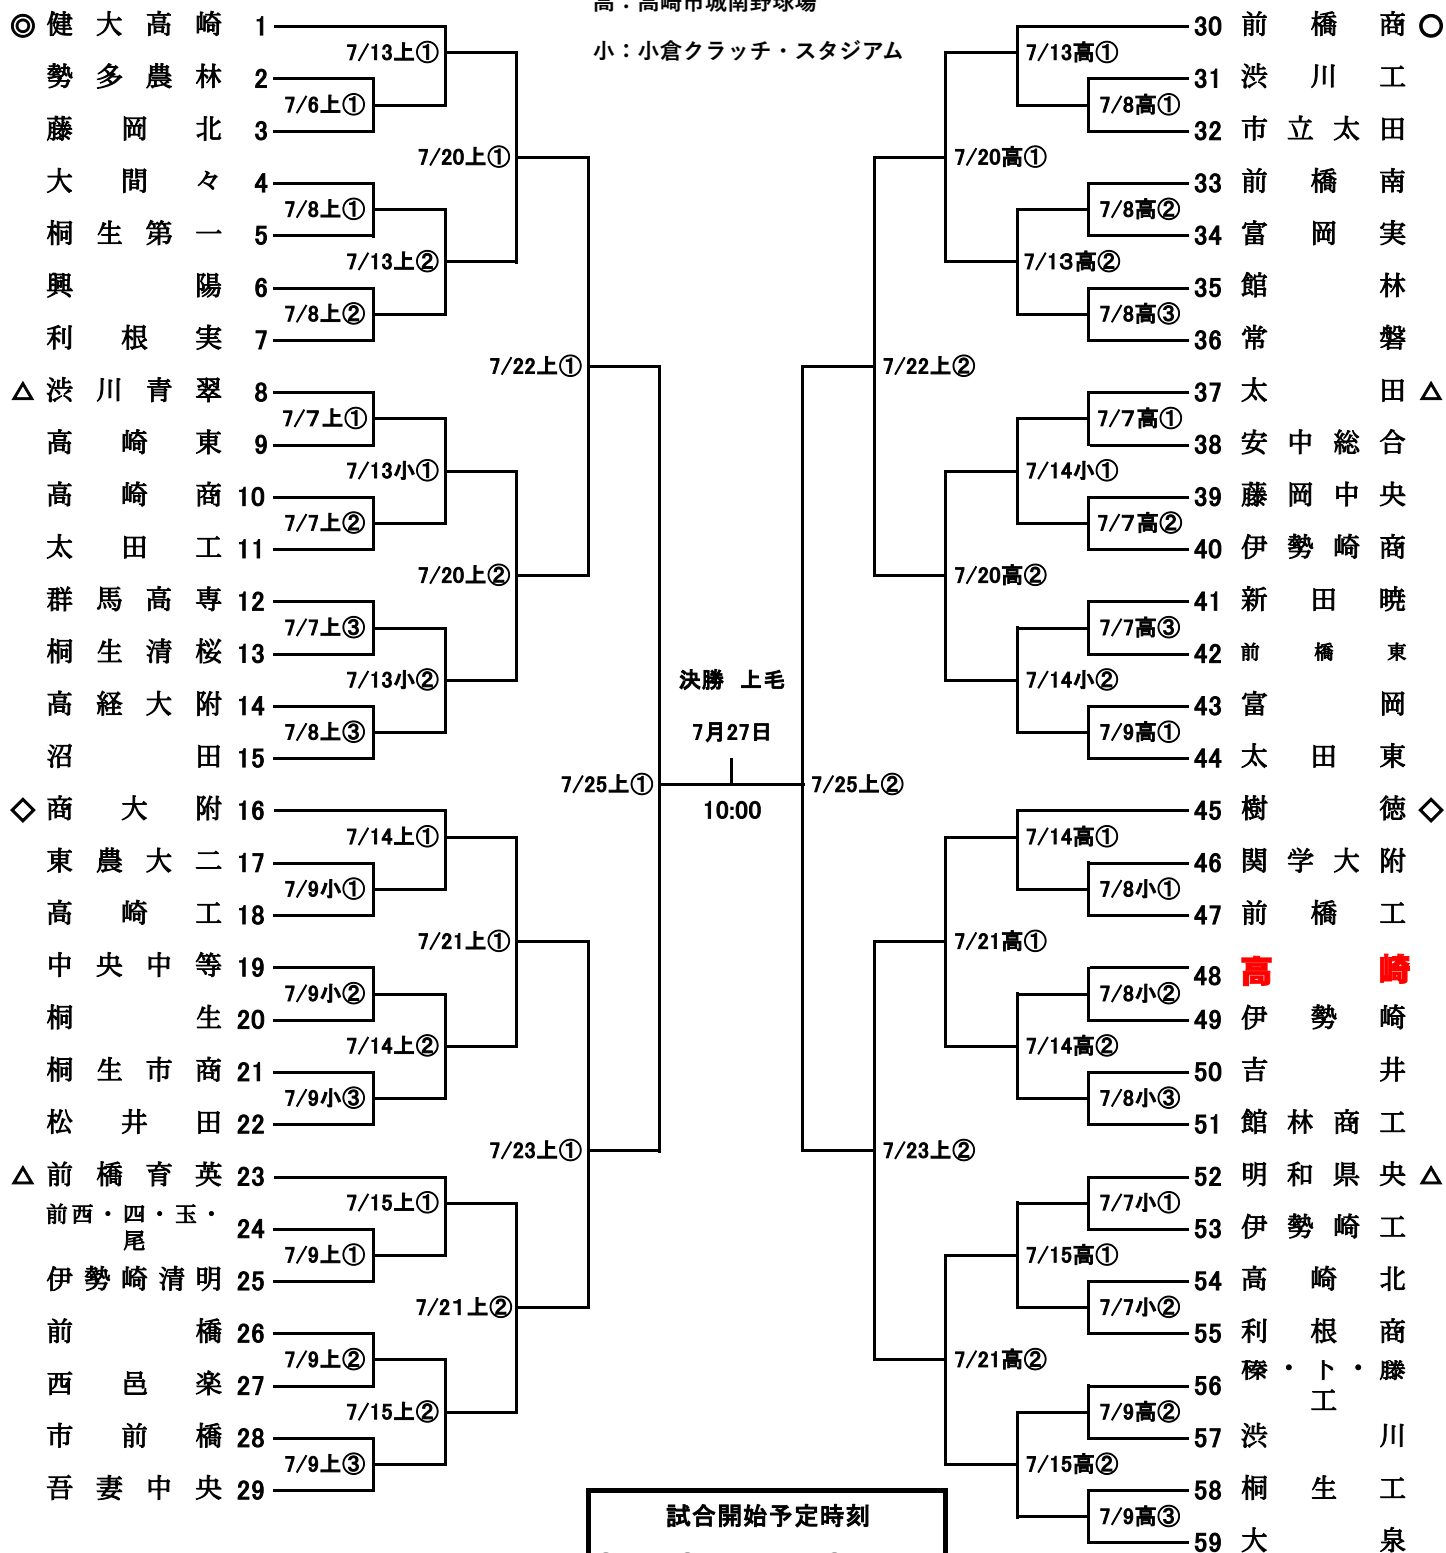 高：高崎市城南野球場
小：小倉クラッチ・スタジアム
◎ 健大高崎 1
勢多農林 2
藤岡北 3
大間々 4
桐生第一 5
興陽 6
利根実 7
△ 渋川青翠 8
高崎東 9
高崎商 10
太田工 11
群馬高専 12
桐生清桜 13
高経大附 14
沼田 15
◇ 商大附 16
東農大二 17
高崎工 18
中央中等 19
桐生 20
桐生市商 21
松井田 22
△ 前橋育英 23
前西・四・玉・
尾 24
伊勢崎清明 25
前橋 26
西邑楽 27
市前橋 28
吾妻中央 29
7/6上①
7/8上①
7/8上②
7/7上①
7/7上②
7/7上③
7/8上③
7/9小①
7/9小②
7/9小③
7/9上①
7/9上②
7/9上③
7/13上①
7/13上②
7/13小①
7/13小②
7/14上①
7/14上②
7/15上①
7/15上②
7/20上①
7/20上②
7/21上①
7/21上②
7/22上①
7/23上①
7/25上①
決勝 上毛
7月27日
10:00
7/25上②
7/22上②
7/23上②
7/20高①
7/20高②
7/21高①
7/21高②
7/13高①
7/13高②
7/14小①
7/14小②
7/14高①
7/14高②
7/15高①
7/15高②
7/8高①
7/8高②
7/8高③
7/7高①
7/7高②
7/7高③
7/9高①
7/8小①
7/8小②
7/8小③
7/7小①
7/7小②
7/9高②
7/9高③
30 前橋商 ○
31 渋川工
32 市立太田
33 前橋南
34 富岡実
35 館林
36 常磐
37 太田 △
38 安中総合
39 藤岡中央
40 伊勢崎商
41 新田暁
42 前橋東
43 富岡
44 太田東
45 樹徳 ◇
46 関学大附
47 前橋工
48 高崎
49 伊勢崎
50 吉井
51 館林商工
52 明和県央 △
53 伊勢崎工
54 高崎北
55 利根商
56 榛・ト・藤
工
57 渋川
58 桐生工
59 大泉
試合開始予定時刻